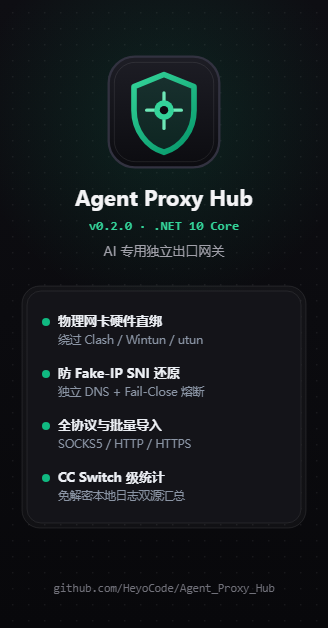 Agent Proxy Hub
v0.2.0 · .NET 10 Core
AI 专用独立出口网关
物理网卡硬件直绑
绕过 Clash / Wintun / utun
防 Fake-IP SNI 还原
独立 DNS + Fail-Close 熔断
全协议与批量导入
SOCKS5 / HTTP / HTTPS
CC Switch 级统计
免解密本地日志双源汇总
github.com/HeyoCode/Agent_Proxy_Hub